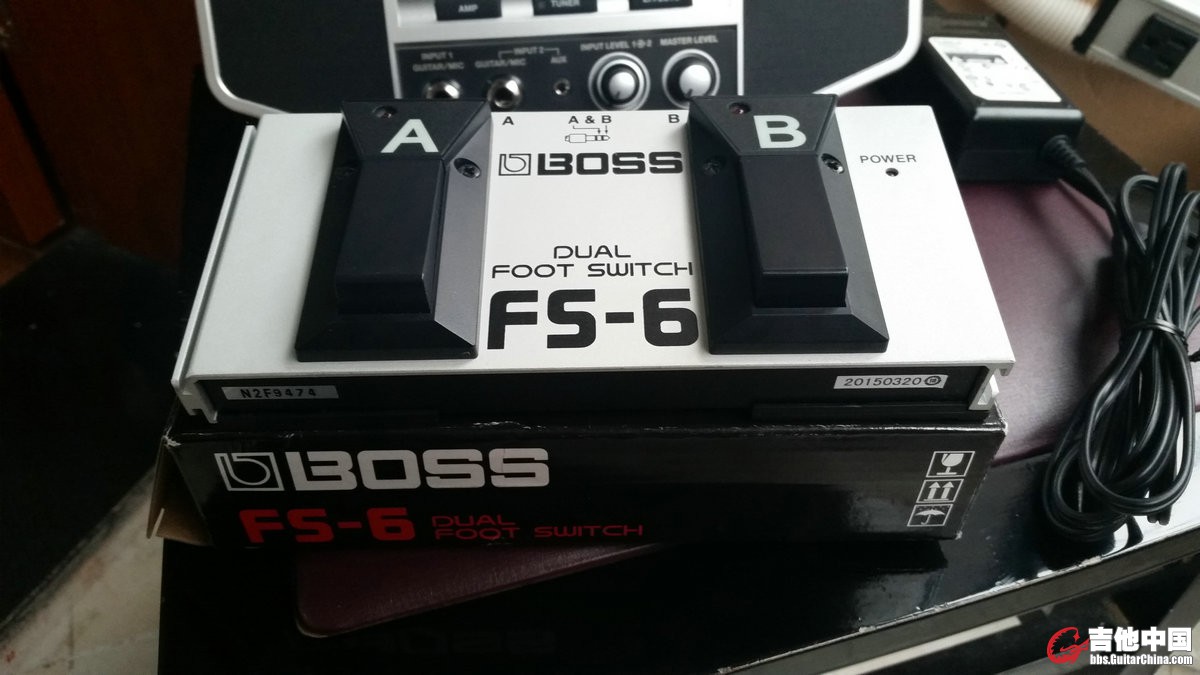 AMP
TUNER
INPUT 1
GUITAR/MIC
INPUT 2
GUITAR/MIC
AUX
INPUT LEVEL 1-2
MASTER LEVEL
A
A
A & B
B
B
BOSS
POWER
DUAL
FOOT SWITCH
FS-6
N2F9474
20150320
BOSS
FS-6 DUAL
FOOT SWITCH
吉他中国
bbs.GuitarChina.com